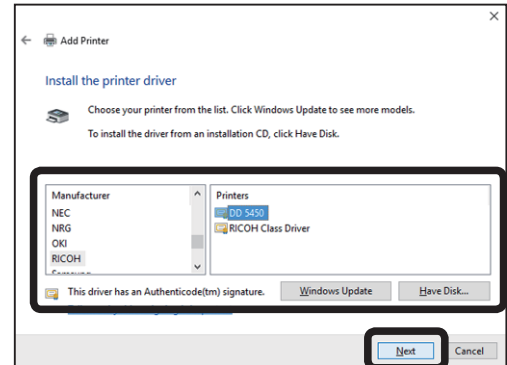 Add Printer
Install the printer driver
Choose your printer from the list. Click Windows Update to see more models.
To install the driver from an installation CD, click Have Disk.
Manufacturer
NEC
NRG
OKI
RICOH
Printers
DD 5450
RICOH Class Driver
This driver has an Authenticode(tm) signature.
Windows Update
Have Disk...
Next
Cancel